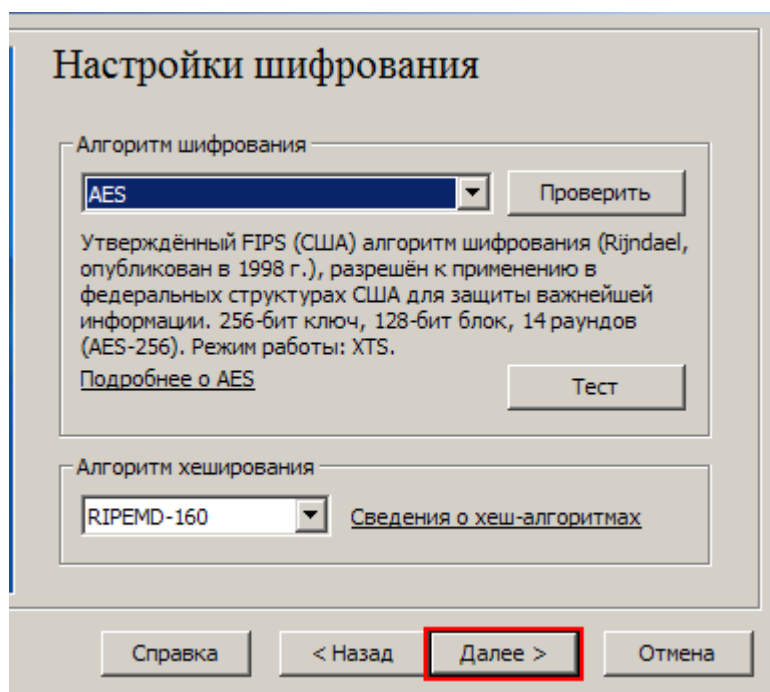 Настройки шифрования
Алгоритм шифрования
AES
Проверить
Утверждённый FIPS (США) алгоритм шифрования (Rijndael,
опубликован в 1998 г.), разрешён к применению в
федеральных структурах США для защиты важнейшей
информации. 256-бит ключ, 128-бит блок, 14 раундов
(AES-256). Режим работы: XTS.
Подробнее о AES
Тест
Алгоритм хеширования
RIPEMD-160
Сведения о хеш-алгоритмах
Справка
< Назад
Далее >
Отмена